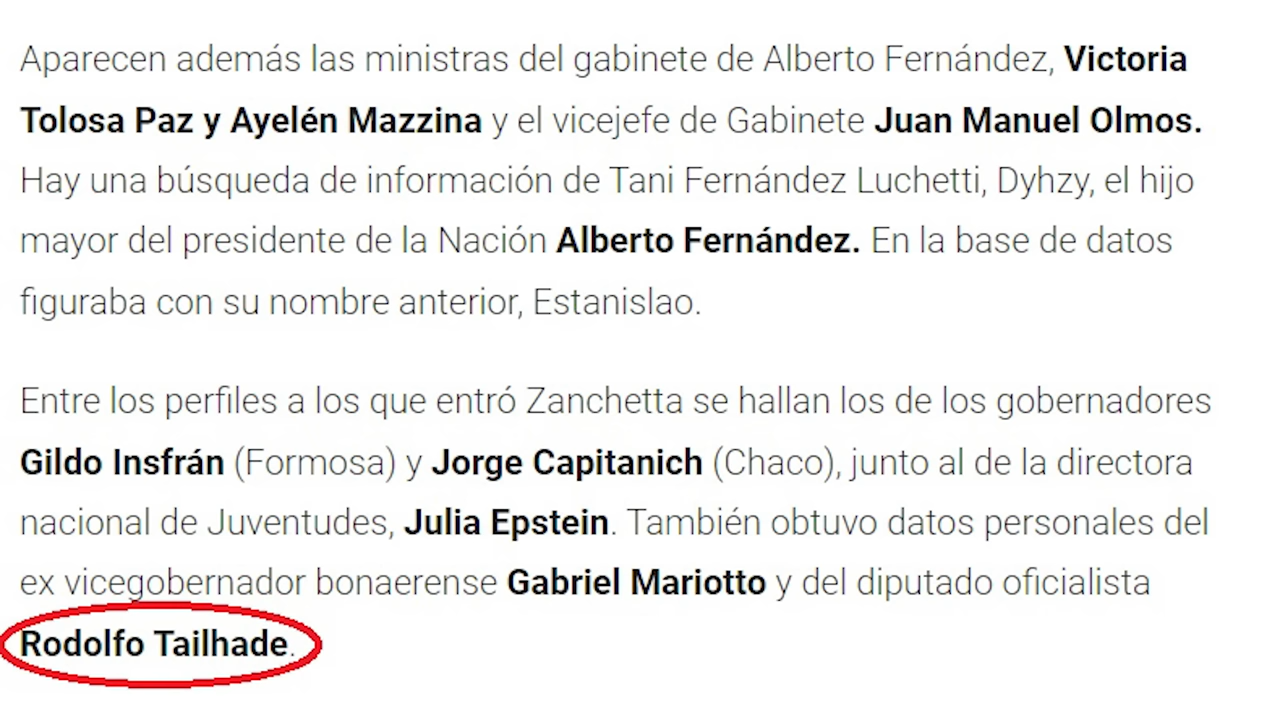 Aparecen además las ministras del gabinete de Alberto Fernández, Victoria
Tolosa Paz y Ayelén Mazzina y el vicejefe de Gabinete Juan Manuel Olmos.
Hay una búsqueda de información de Tani Fernández Luchetti, Dyhzy, el hijo
mayor del presidente de la Nación Alberto Fernández. En la base de datos
figuraba con su nombre anterior, Estanislao.
Entre los perfiles a los que entró Zanchetta se hallan los de los gobernadores
Gildo Insfrán (Formosa) y Jorge Capitanich (Chaco), junto al de la directora
nacional de Juventudes, Julia Epstein. También obtuvo datos personales del
ex vicegobernador bonaerense Gabriel Mariotto y del diputado oficialista
Rodolfo Tailhade.